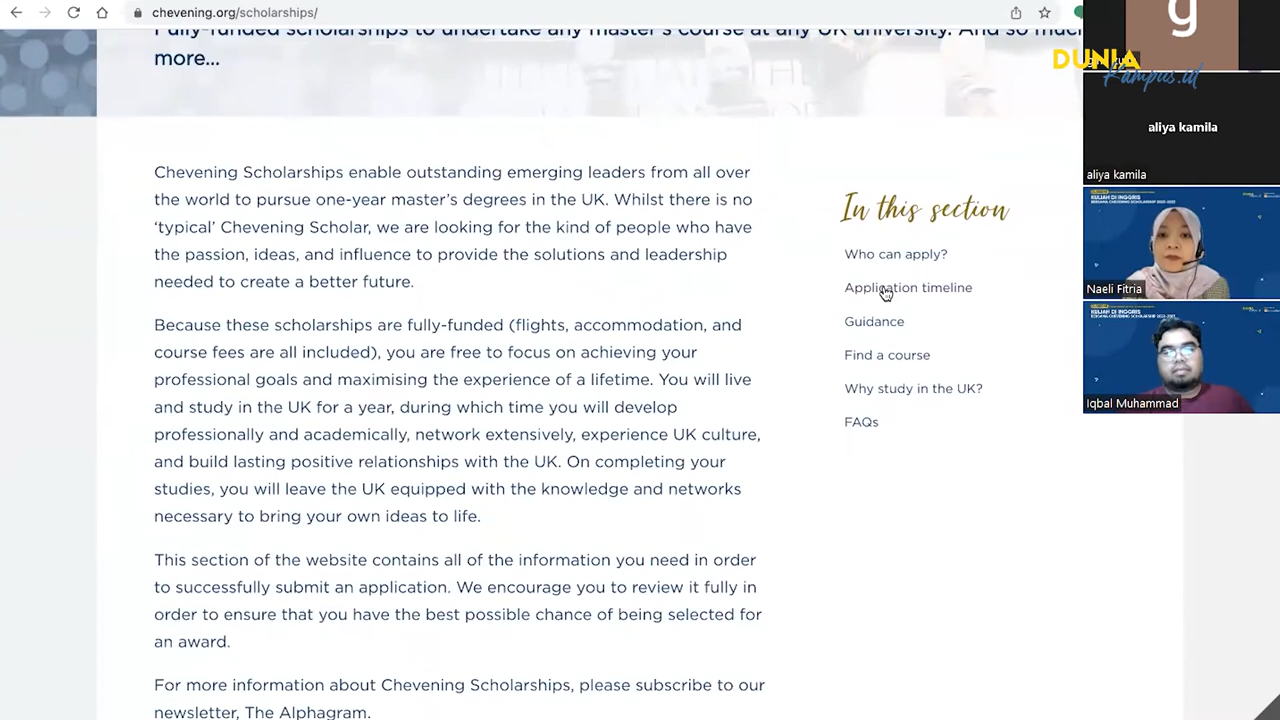 chevening.org/scholarships/
Fully-funded scholarships to undertake any master's course at any UK university. And so much
more...
Chevening Scholarships enable outstanding emerging leaders from all over
the world to pursue one-year master's degrees in the UK. Whilst there is no
'typical' Chevening Scholar, we are looking for the kind of people who have
the passion, ideas, and influence to provide the solutions and leadership
needed to create a better future.
Because these scholarships are fully-funded (flights, accommodation, and
course fees are all included), you are free to focus on achieving your
professional goals and maximising the experience of a lifetime. You will live
and study in the UK for a year, during which time you will develop
professionally and academically, network extensively, experience UK culture,
and build lasting positive relationships with the UK. On completing your
studies, you will leave the UK equipped with the knowledge and networks
necessary to bring your own ideas to life.
This section of the website contains all of the information you need in order
to successfully submit an application. We encourage you to review it fully in
order to ensure that you have the best possible chance of being selected for
an award.
For more information about Chevening Scholarships, please subscribe to our
newsletter, The Alphagram.
In this section
Who can apply?
Application timeline
Guidance
Find a course
Why study in the UK?
FAQs
g
DUNIA
Kampus.id
aliya kamila
aliya kamila
KULIAH DI INGGRIS
BERSAMA CHEVENING SCHOLARSHIP 2022-2023
Naeli Fitria
KULIAH DI INGGRIS
BERSAMA CHEVENING SCHOLARSHIP 2022-2023
Iqbal Muhammad